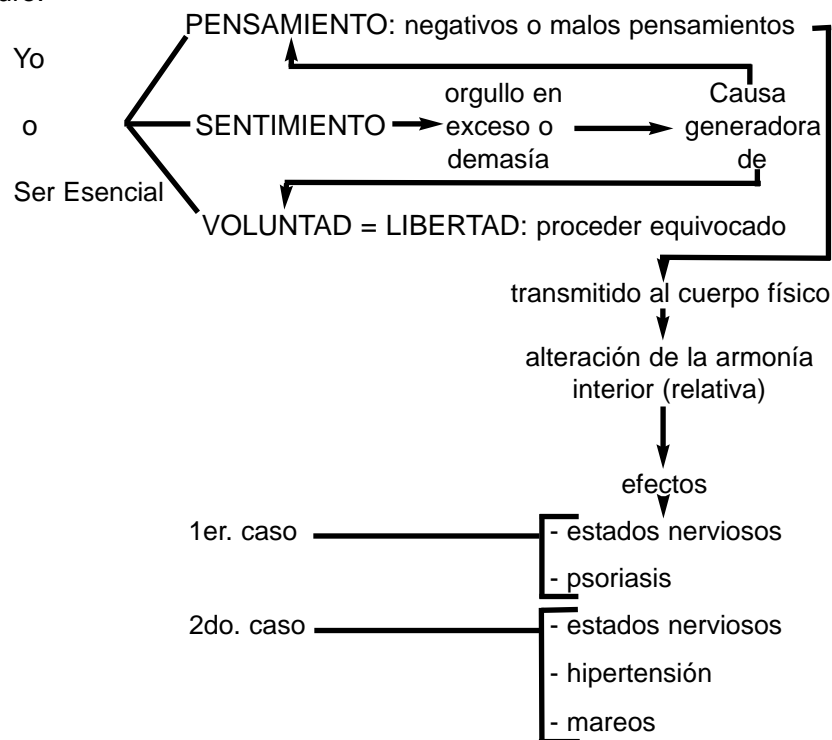 PENSAMIENTO: negativos o malos pensamientos
Yo
o
Ser Esencial
SENTIMIENTO
orgullo en
exceso o
demasía
Causa
generadora
de
VOLUNTAD = LIBERTAD: proceder equivocado
transmitido al cuerpo físico
alteración de la armonía
interior (relativa)
efectos
1er. caso
- estados nerviosos
- psoriasis
2do. caso
- estados nerviosos
- hipertensión
- mareos